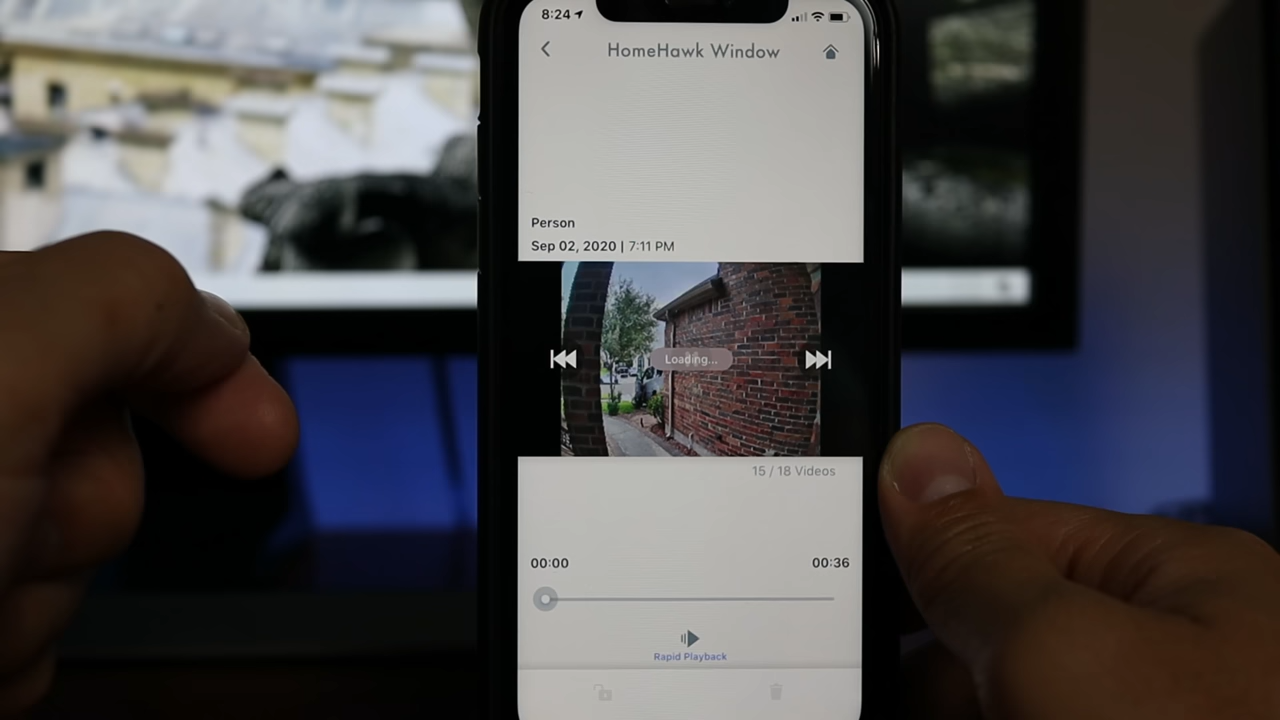 8:24
HomeHawk Window
Person
Sep 02, 2020 | 7:11 PM
Loading...
15 / 18 Videos
00:00
00:36
Rapid Playback